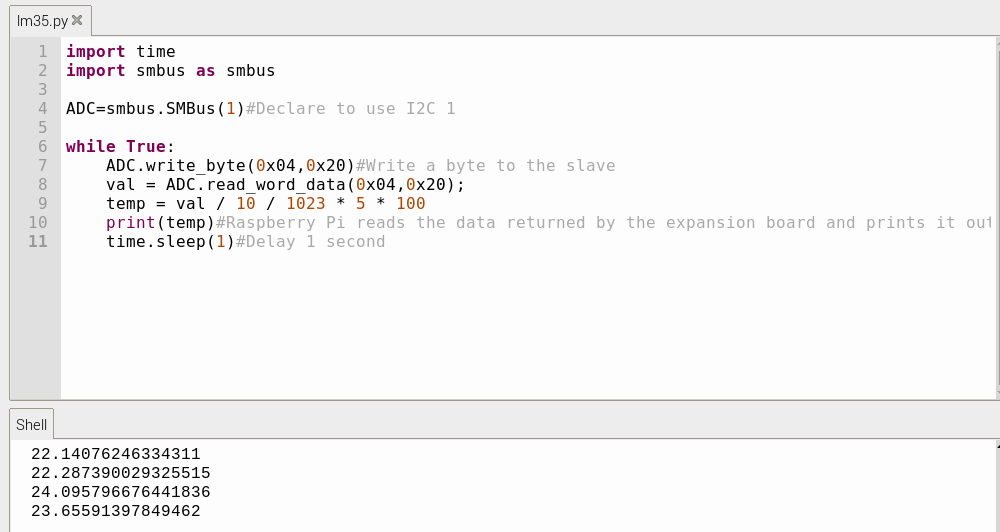 lm35.py
1 import time
2 import smbus as smbus
3
4 ADC=smbus.SMBus(1)#Declare to use I2C 1
5
6 while True:
7     ADC.write_byte(0x04,0x20)#Write a byte to the slave
8     val = ADC.read_word_data(0x04,0x20);
9     temp = val / 10 / 1023 * 5 * 100
10     print(temp)#Raspberry Pi reads the data returned by the expansion board and prints it out
11     time.sleep(1)#Delay 1 second
Shell
22.14076246334311
22.287390029325515
24.095796676441836
23.65591397849462